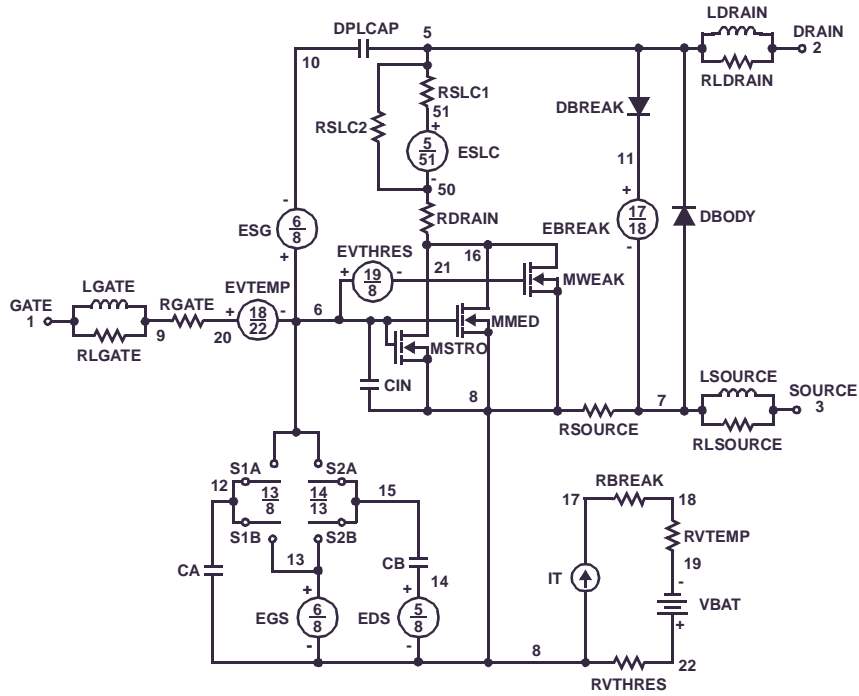 LDRAIN
DPLCAP 5 DRAIN
10 2
RLDRAIN
RSLC1
DBREAK
51
RSLC2 +
5
51
ESLC
-
11
50
- +
RDRAIN
6
8
17
18
DBODY
ESG EBREAK
EVTHRES 16 -
+ + 19
8
- 21 MWEAK
LGATE EVTEMP
GATE RGATE + 18
22
- 6 MMED
1
9 20 MSTRO
RLGATE
LSOURCE
CIN 8 7 SOURCE
3
RSOURCE
RLSOURCE
S1A S2A RBREAK
12 13
8
14
13
15 17 18
S1B S2B RVTEMP
13 CB 19
CA 14 IT -
+ +
EGS 6
8
EDS 5
8
VBAT
- - +
8 22
RVTHRES